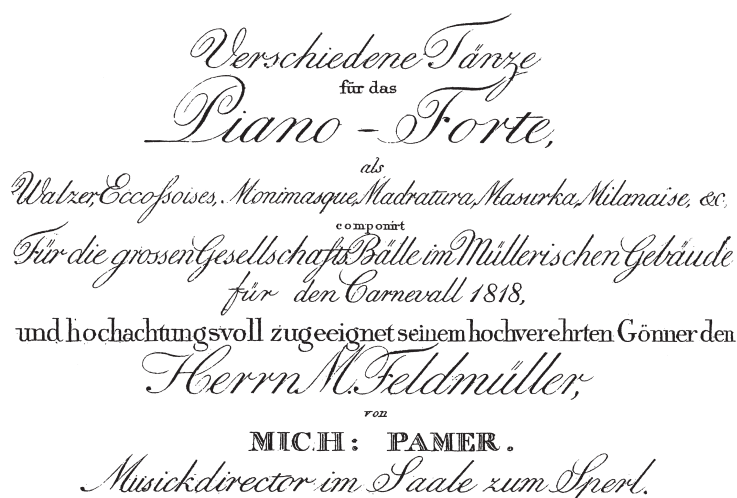 Verschiedene Tänze
für das
Piano - Forte,
als
Walzer, Eccossoises, Monimasque, Madratura, Masurka, Milanaise, &c,
componirt
Für die grossen Gesellschafts Bälle im Müllerischen Gebäude
für den Carnevall 1818,
und hochachtungsvoll zugeeignet seinem hochverehrten Gönner den
Herrn M. Feldmüller,
von
MICH: PAMER.
Musickdirector im Saale zum Sperl.